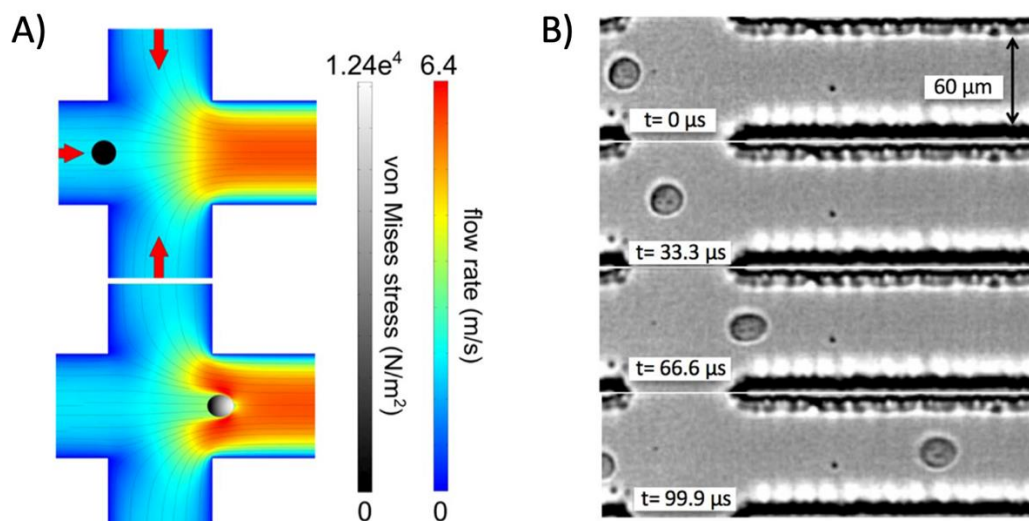 A)
1.24e⁴
6.4
von Mises stress (N/m²)
flow rate (m/s)
0
0
B)
60 µm
t= 0 µs
t= 33.3 µs
t= 66.6 µs
t= 99.9 µs